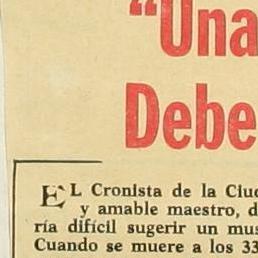 “Una
Debe
EL Cronista de la Ciud
y amable maestro, d
ría difícil sugerir un mus
Cuando se muere a los 33